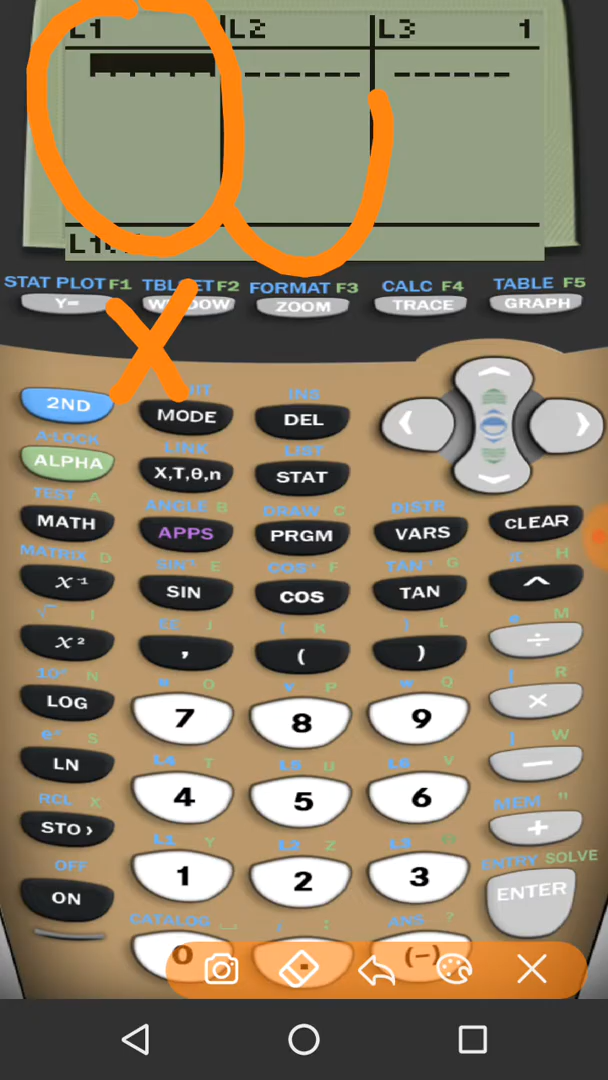 L1 L2 L3 1
STAT PLOT F1 TBLSET F2 FORMAT F3 CALC F4 TABLE F5
Y= WINDOW ZOOM TRACE GRAPH
INS
2ND MODE DEL
A-LOCK LINK LIST
ALPHA X,T,θ,n STAT
TEST A ANGLE B DRAW C DISTR
MATH APPS PRGM VARS CLEAR
MATRIX D SIN⁻¹ E COS⁻¹ F TAN⁻¹ G π H
x⁻¹ SIN COS TAN ^
√ I EE J { K } L e M
x² , ( ) ÷
10ˣ N u O v P w Q [ R
LOG 7 8 9 ×
eˣ S L4 T L5 U L6 V ] W
LN 4 5 6 −
RCL X L1 Y L2 Z L3 θ MEM "
STO› 1 2 3 +
OFF CATALOG : ANS ? ENTRY SOLVE
ON 0 (−) ENTER